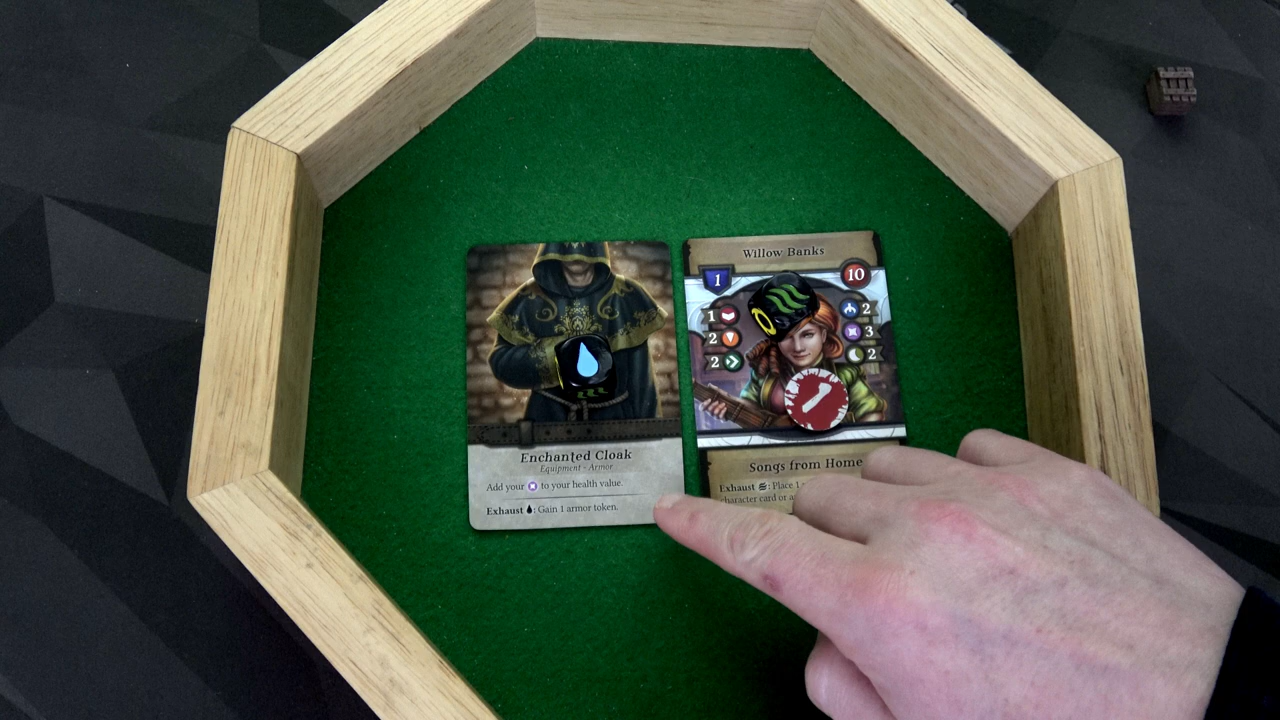 Enchanted Cloak
Equipment - Armor
Add your to your health value.
Exhaust : Gain 1 armor token.
Willow Banks
1
10
1
2
2
3
2
2
Songs from Home
Exhaust : Place 1
character card or